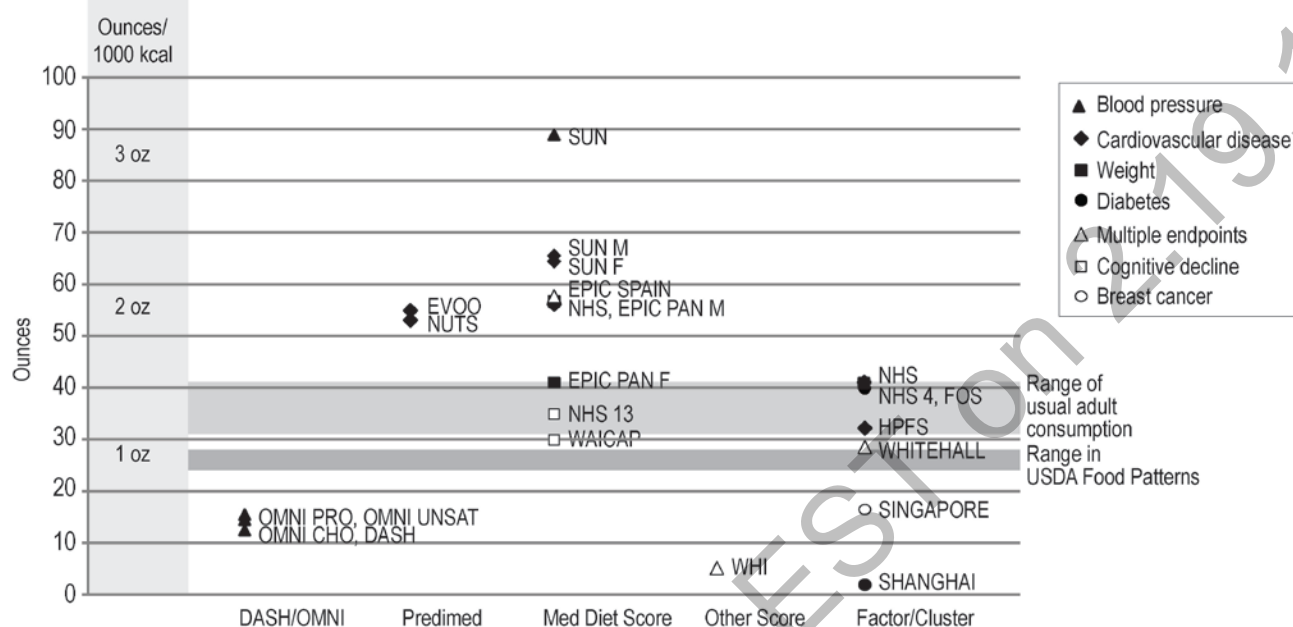 Ounces/
1000 kcal
100
90
SUN
3 oz
80
70
SUN M
SUN F
60
EPIC SPAIN
2 oz
EVOO
NHS, EPIC PAN M
NUTS
50
Ounces
40
EPIC PAN F
NHS
NHS 4, FOS
NHS 13
HPFS
30
WAICAP
1 oz
WHITEHALL
20
OMNI PRO, OMNI UNSAT
SINGAPORE
OMNI CHO, DASH
10
WHI
SHANGHAI
0
DASH/OMNI
Predimed
Med Diet Score
Other Score
Factor/Cluster
Blood pressure
Cardiovascular disease
Weight
Diabetes
Multiple endpoints
Cognitive decline
Breast cancer
Range of
usual adult
consumption
Range in
USDA Food Patterns
EST on 2.19